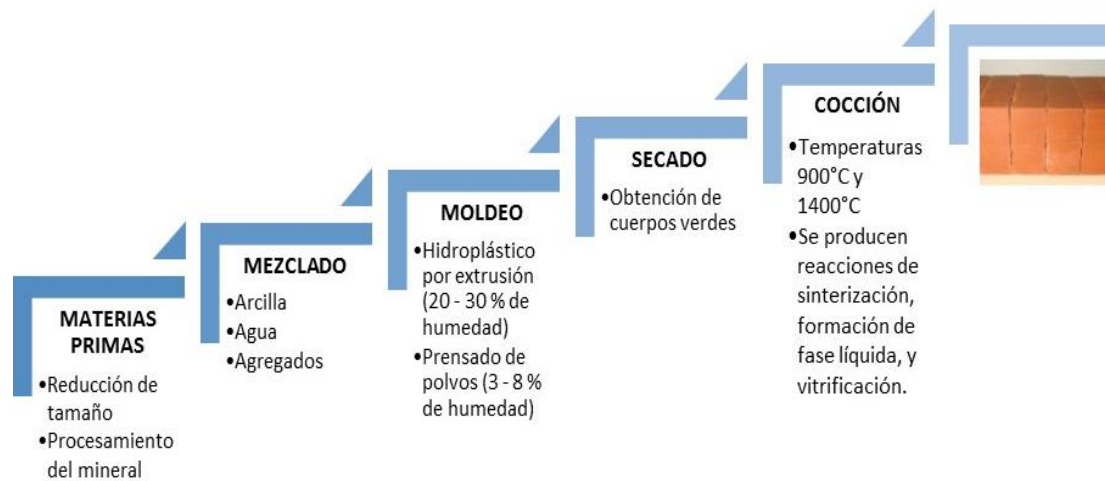 MATERIAS
PRIMAS
•Reducción de
tamaño
•Procesamiento
del mineral
MEZCLADO
•Arcilla
•Agua
•Agregados
MOLDEO
•Hidroplástico
por extrusión
(20 - 30 % de
humedad)
•Prensado de
polvos (3 - 8 %
de humedad)
SECADO
•Obtención de
cuerpos verdes
COCCIÓN
•Temperaturas
900°C y
1400°C
•Se producen
reacciones de
sinterización,
formación de
fase líquida, y
vitrificación.